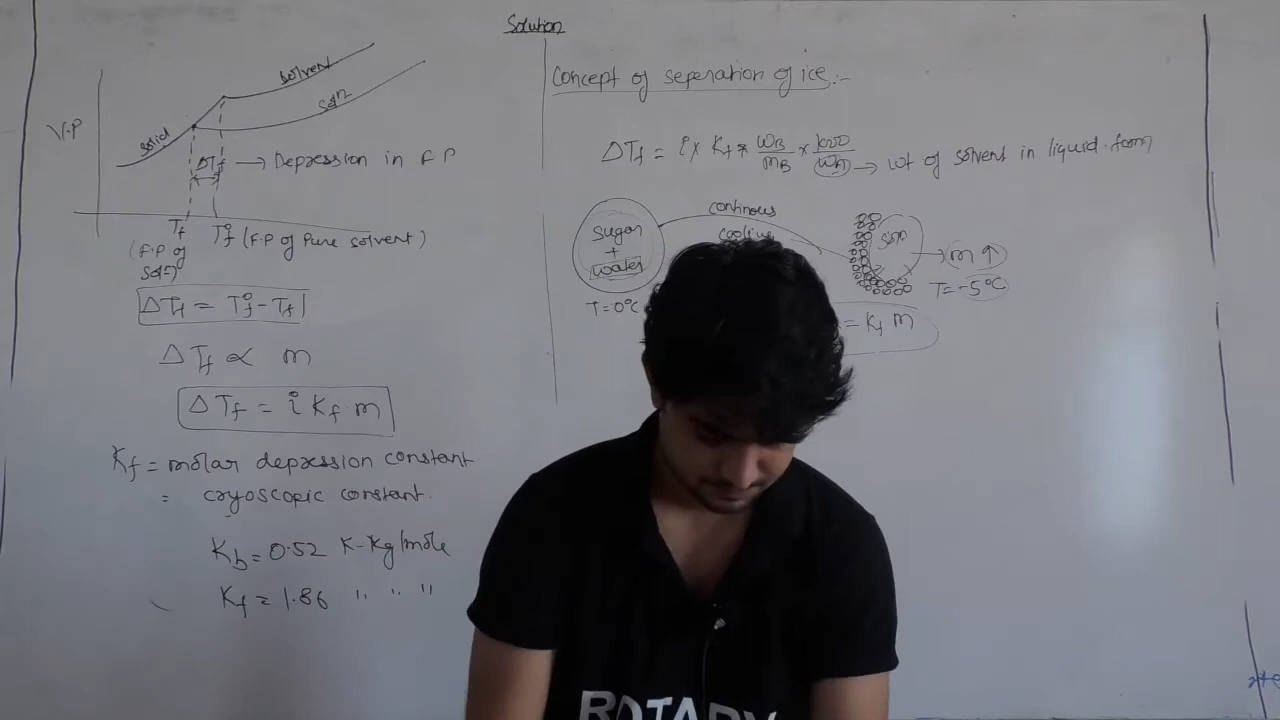 Solution
V.P
solid
solvent
solⁿ
ΔTf → Depression in F.P
Tf
(F.P of solⁿ)
T°f (F.P of Pure solvent)
ΔTf = T°f - Tf
ΔTf ∝ m
ΔTf = i Kf m
Kf = molar depression constant
= cryoscopic constant.
Kb = 0.52 K-Kg/mole
Kf = 1.86 " " "
Concept of seperation of ice:-
ΔTf = i × Kf × wB/mB × 1000/wA → wt of solvent in liquid form
Sugar
+
water
T=0°C
continous
cooling
solⁿ
→ m ↑
T=-5°C
= Kf m
ROTARY